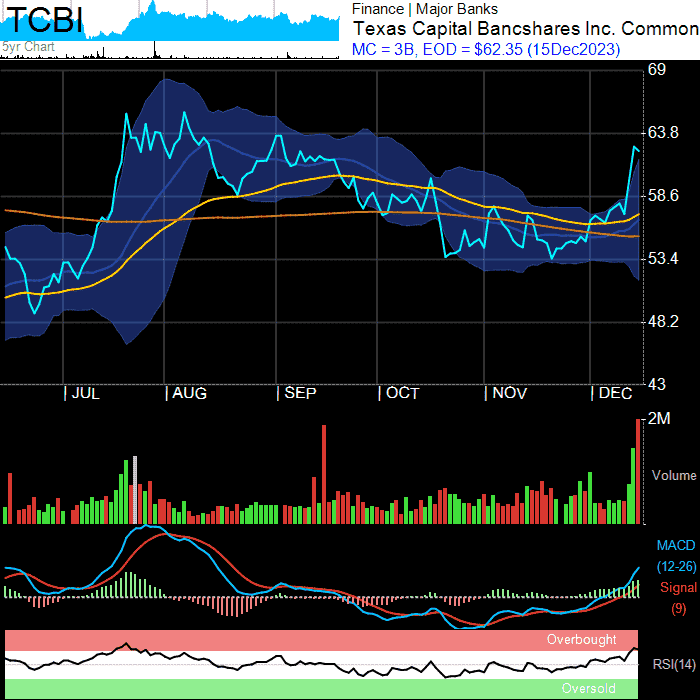 TCBI
5yr Chart
Finance | Major Banks
Texas Capital Bancshares Inc. Common
MC = 3B, EOD = $62.35 (15Dec2023)
69
63.8
58.6
53.4
48.2
43
| JUL | AUG | SEP | OCT | NOV | DEC
2M
Volume
MACD
(12-26)
Signal
(9)
Overbought
RSI(14)
Oversold